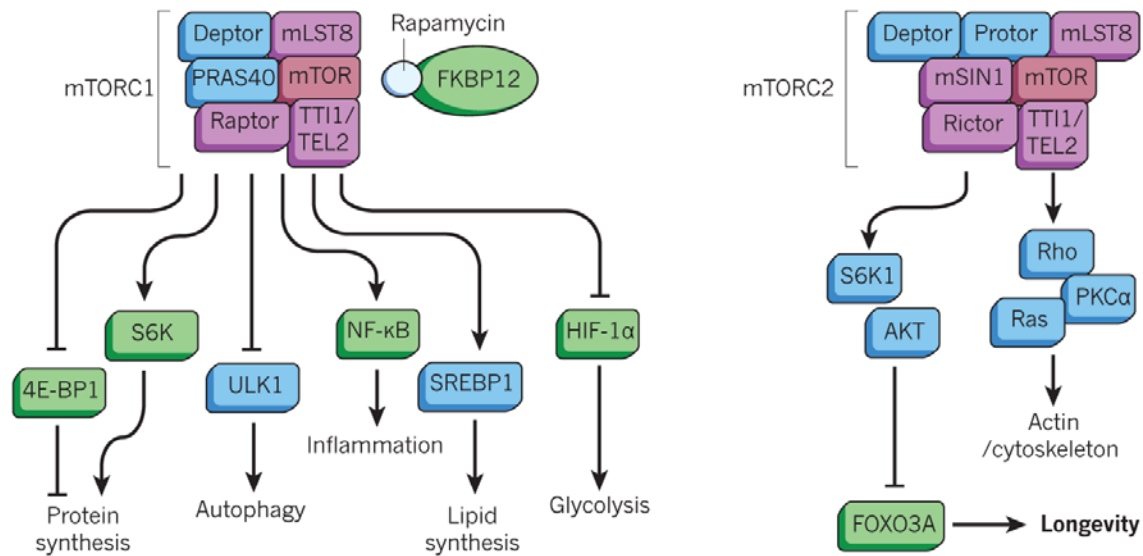 Rapamycin
Deptor
mLST8
mTORC1
PRAS40
mTOR
FKBP12
Raptor
TTI1/
TEL2
S6K
NF-κB
HIF-1α
4E-BP1
ULK1
SREBP1
Inflammation
Protein
synthesis
Autophagy
Lipid
synthesis
Glycolysis
Deptor
Protor
mLST8
mTORC2
mSIN1
mTOR
Rictor
TTI1/
TEL2
S6K1
AKT
Rho
PKCα
Ras
Actin
/cytoskeleton
FOXO3A
Longevity